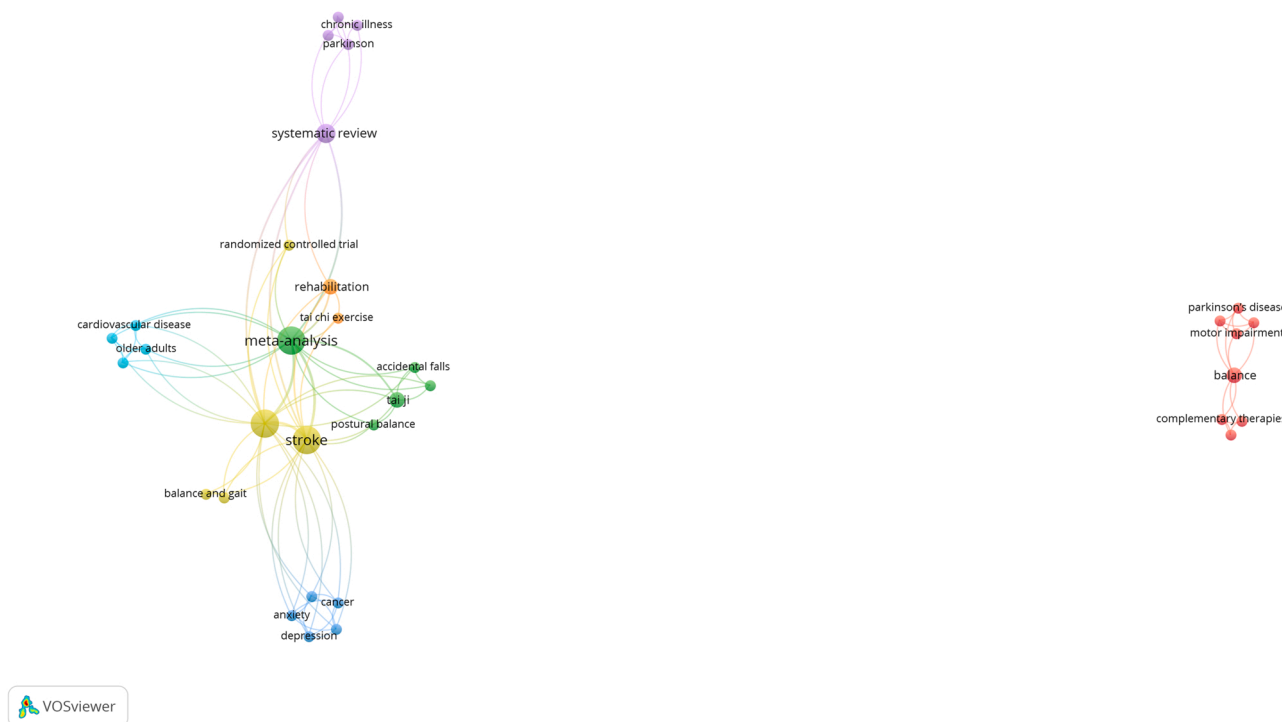 chronic illness
parkinson
systematic review
randomized controlled trial
rehabilitation
parkinson's disease
tai chi exercise
cardiovascular disease
motor impairment
meta-analysis
older adults
accidental falls
balance
tai ji
complementary therapies
postural balance
stroke
balance and gait
cancer
anxiety
depression
VOSviewer